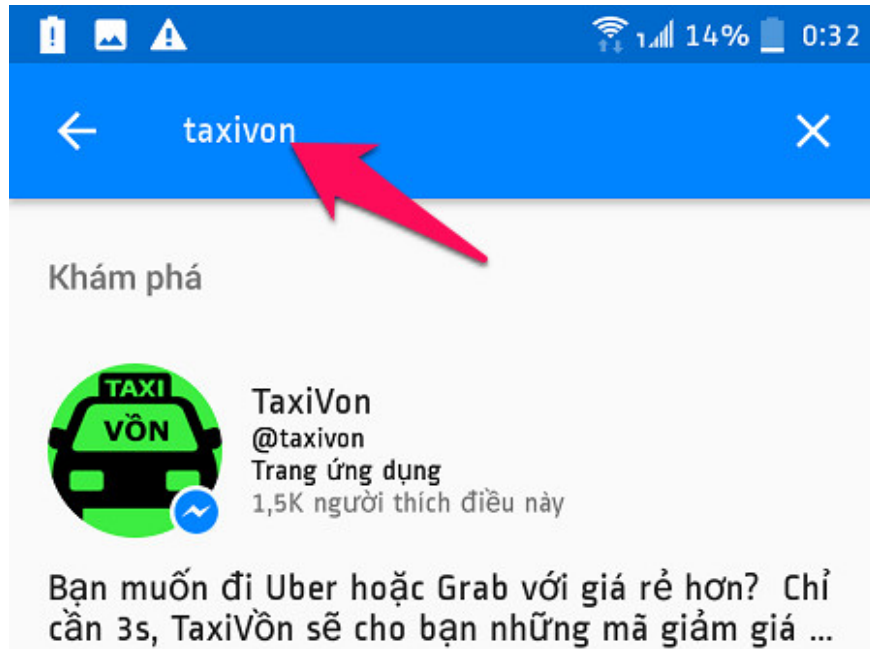 14% 0:32
taxivon
Khám phá
TAXI
VỒN
TaxiVon
@taxivon
Trang ứng dụng
1,5K người thích điều này
Bạn muốn đi Uber hoặc Grab với giá rẻ hơn? Chỉ
cần 3s, TaxiVồn sẽ cho bạn những mã giảm giá ...